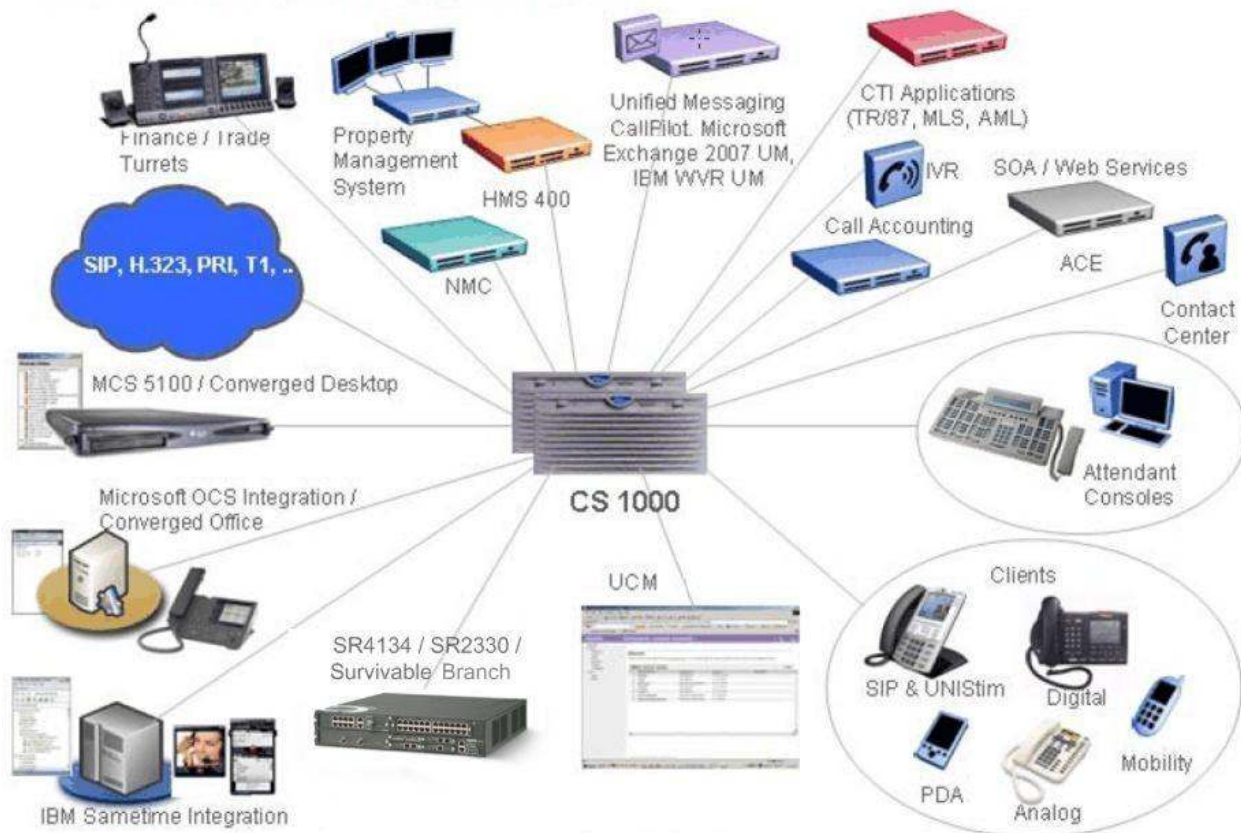 Finance / Trade
Turrets
Property
Management
System
HMS 400
Unified Messaging
CallPilot. Microsoft
Exchange 2007 UM,
IBM WVR UM
CTI Applications
(TR/87, MLS, AML)
IVR
SOA / Web Services
Call Accounting
ACE
Contact
Center
SIP, H.323, PRI, T1, ..
NMC
MCS 5100 / Converged Desktop
CS 1000
Attendant
Consoles
Microsoft OCS Integration /
Converged Office
UCM
Clients
SR4134 / SR2330 /
Survivable Branch
SIP & UNIStim
Digital
Mobility
PDA
Analog
IBM Sametime Integration